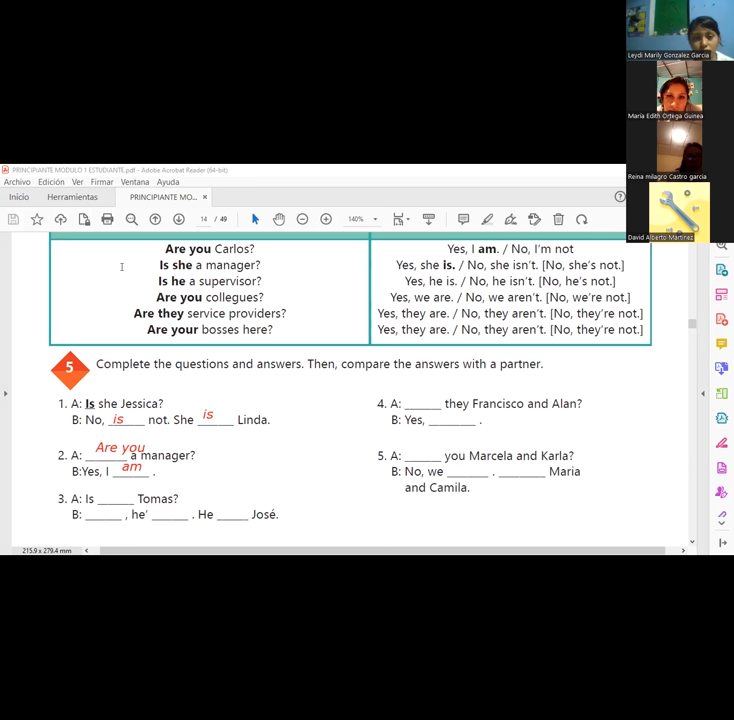 Leydi Marily Gonzalez Garcia
María Edith Ortega Guinea
Reina milagro Castro garcia
David Alberto Martinez
PRINCIPIANTE MODULO 1 ESTUDIANTE.pdf - Adobe Acrobat Reader (64-bit)
Archivo Edición Ver Firmar Ventana Ayuda
Inicio Herramientas PRINCIPIANTE MO... ×
14 / 49 140%
Are you Carlos? Yes, I am. / No, I'm not
Is she a manager? Yes, she is. / No, she isn't. [No, she's not.]
Is he a supervisor? Yes, he is. / No, he isn't. [No, he's not.]
Are you collegues? Yes, we are. / No, we aren't. [No, we're not.]
Are they service providers? Yes, they are. / No, they aren't. [No, they're not.]
Are your bosses here? Yes, they are. / No, they aren't. [No, they're not.]
5 Complete the questions and answers. Then, compare the answers with a partner.
1. A: Is she Jessica?
B: No, is not. She is Linda.
2. A: Are you a manager?
B:Yes, I am .
3. A: Is ______ Tomas?
B: ______ , he' ______ . He _____ José.
4. A: ______ they Francisco and Alan?
B: Yes, ________ .
5. A: ______ you Marcela and Karla?
B: No, we _______ . ________ Maria
and Camila.
215.9 x 279.4 mm